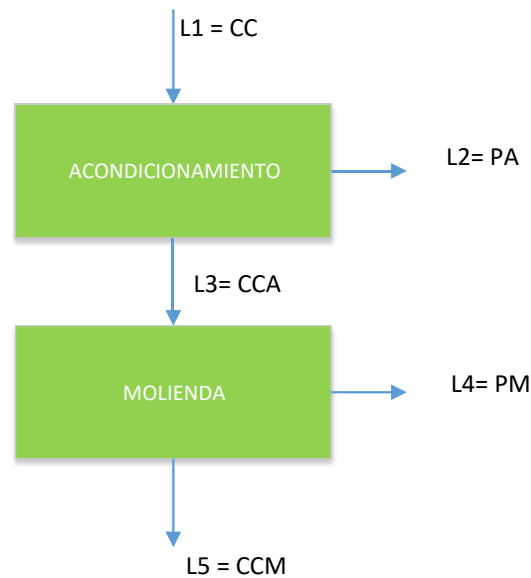 L1 = CC
ACONDICIONAMIENTO
L2= PA
L3= CCA
MOLIENDA
L4= PM
L5 = CCM